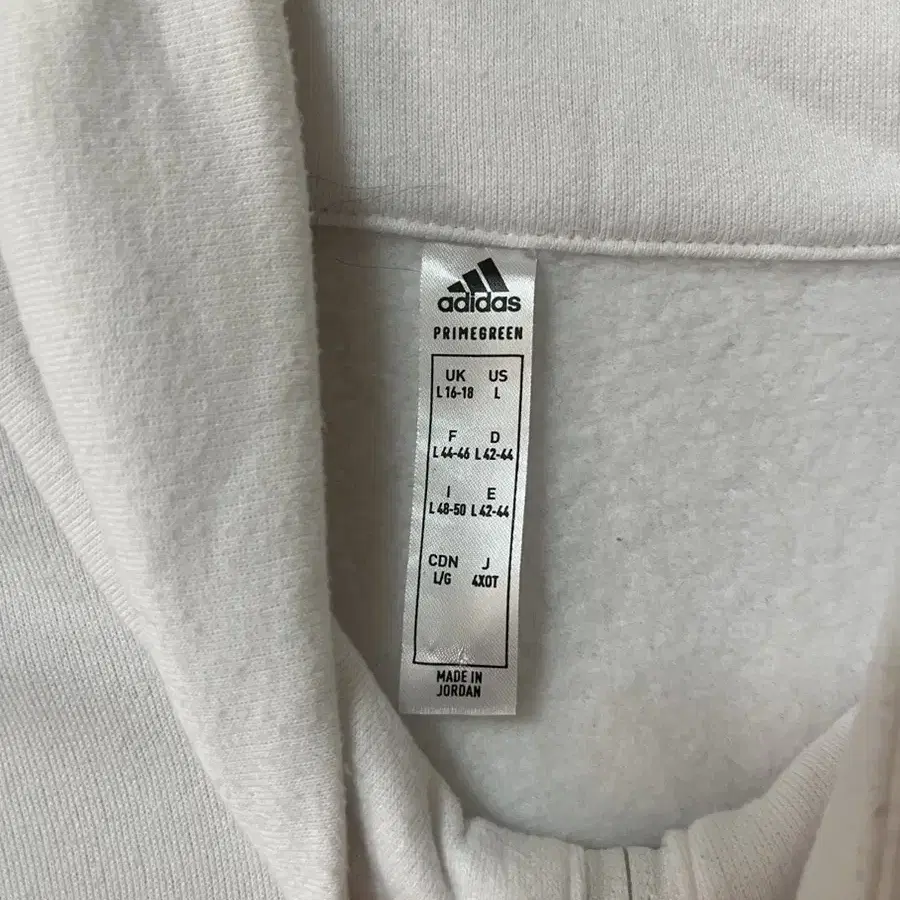 adidas
PRIMEGREEN
UK US
L 16-18 L
F D
L 44-46 L 42-44
I E
L 48-50 L 42-44
CDN J
L/G 4XOT
MADE IN
JORDAN